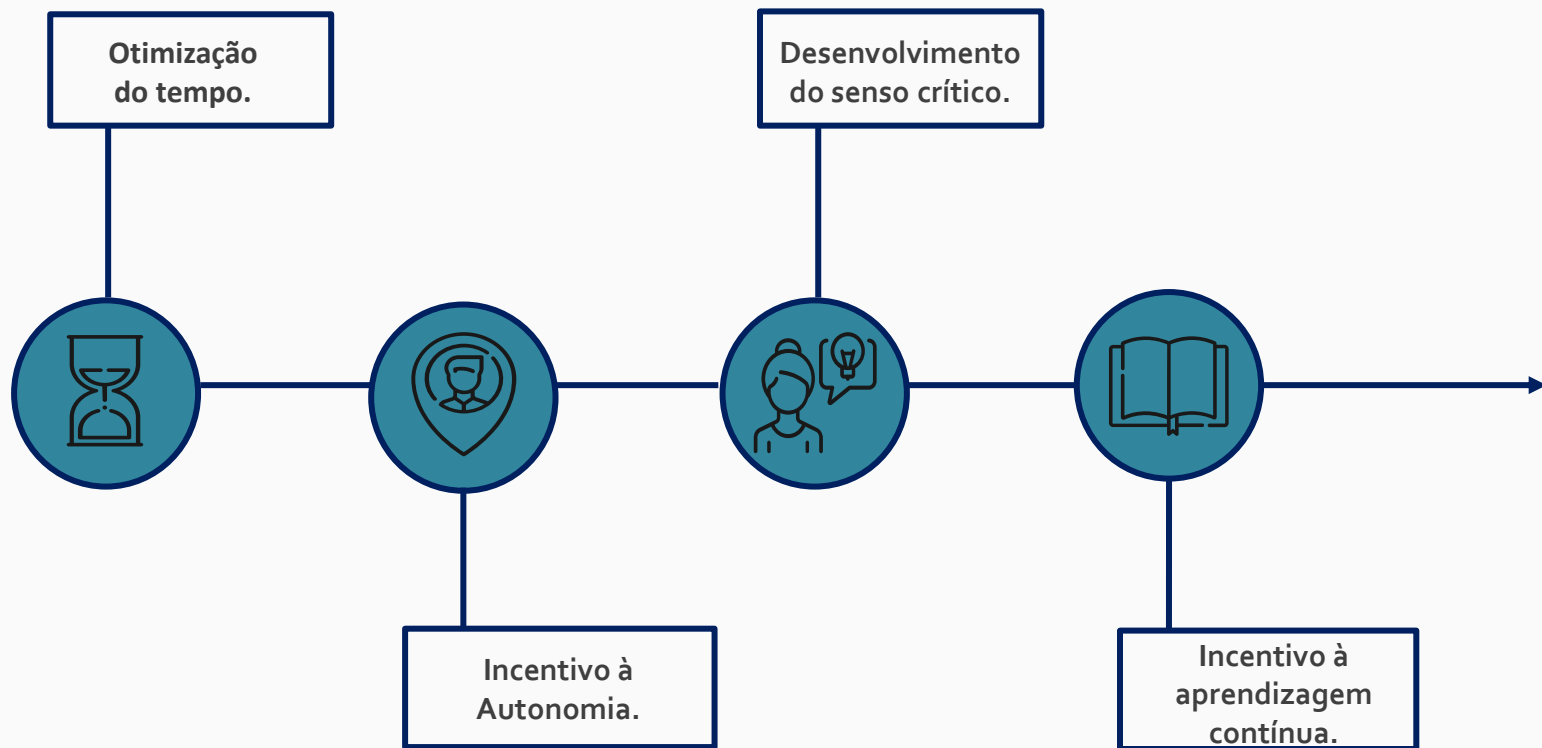 Otimização
do tempo.
Incentivo à
Autonomia.
Desenvolvimento
do senso crítico.
Incentivo à
aprendizagem
contínua.